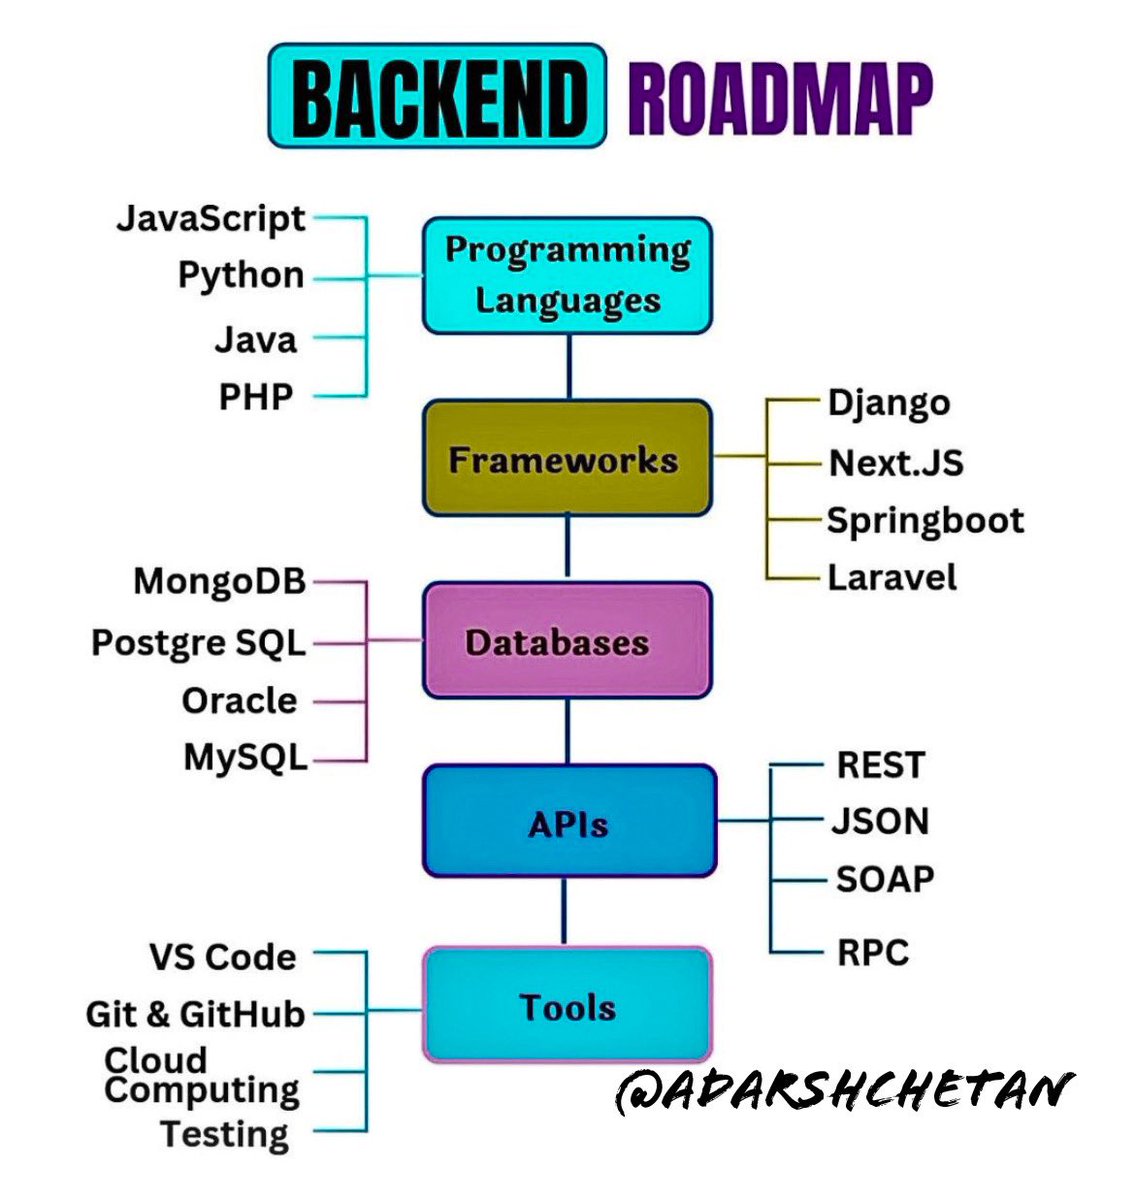 BACKEND ROADMAP
JavaScript
Python
Java
PHP
Programming
Languages
Frameworks
Django
Next.JS
Springboot
Laravel
MongoDB
Postgre SQL
Oracle
MySQL
Databases
APIs
REST
JSON
SOAP
RPC
VS Code
Git & GitHub
Cloud
Computing
Testing
Tools
@ADARSHCHETAN